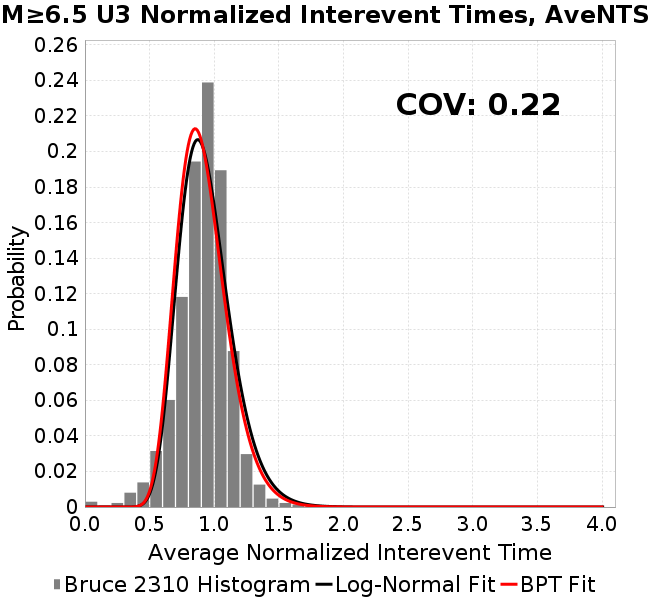 M≥6.5 U3 Normalized Interevent Times, AveNTS
COV: 0.22
0.26
0.24
0.22
0.2
0.18
0.16
0.14
0.12
0.1
0.08
0.06
0.04
0.02
0
Probability
0.0 0.5 1.0 1.5 2.0 2.5 3.0 3.5 4.0
Average Normalized Interevent Time
Bruce 2310 Histogram Log-Normal Fit BPT Fit